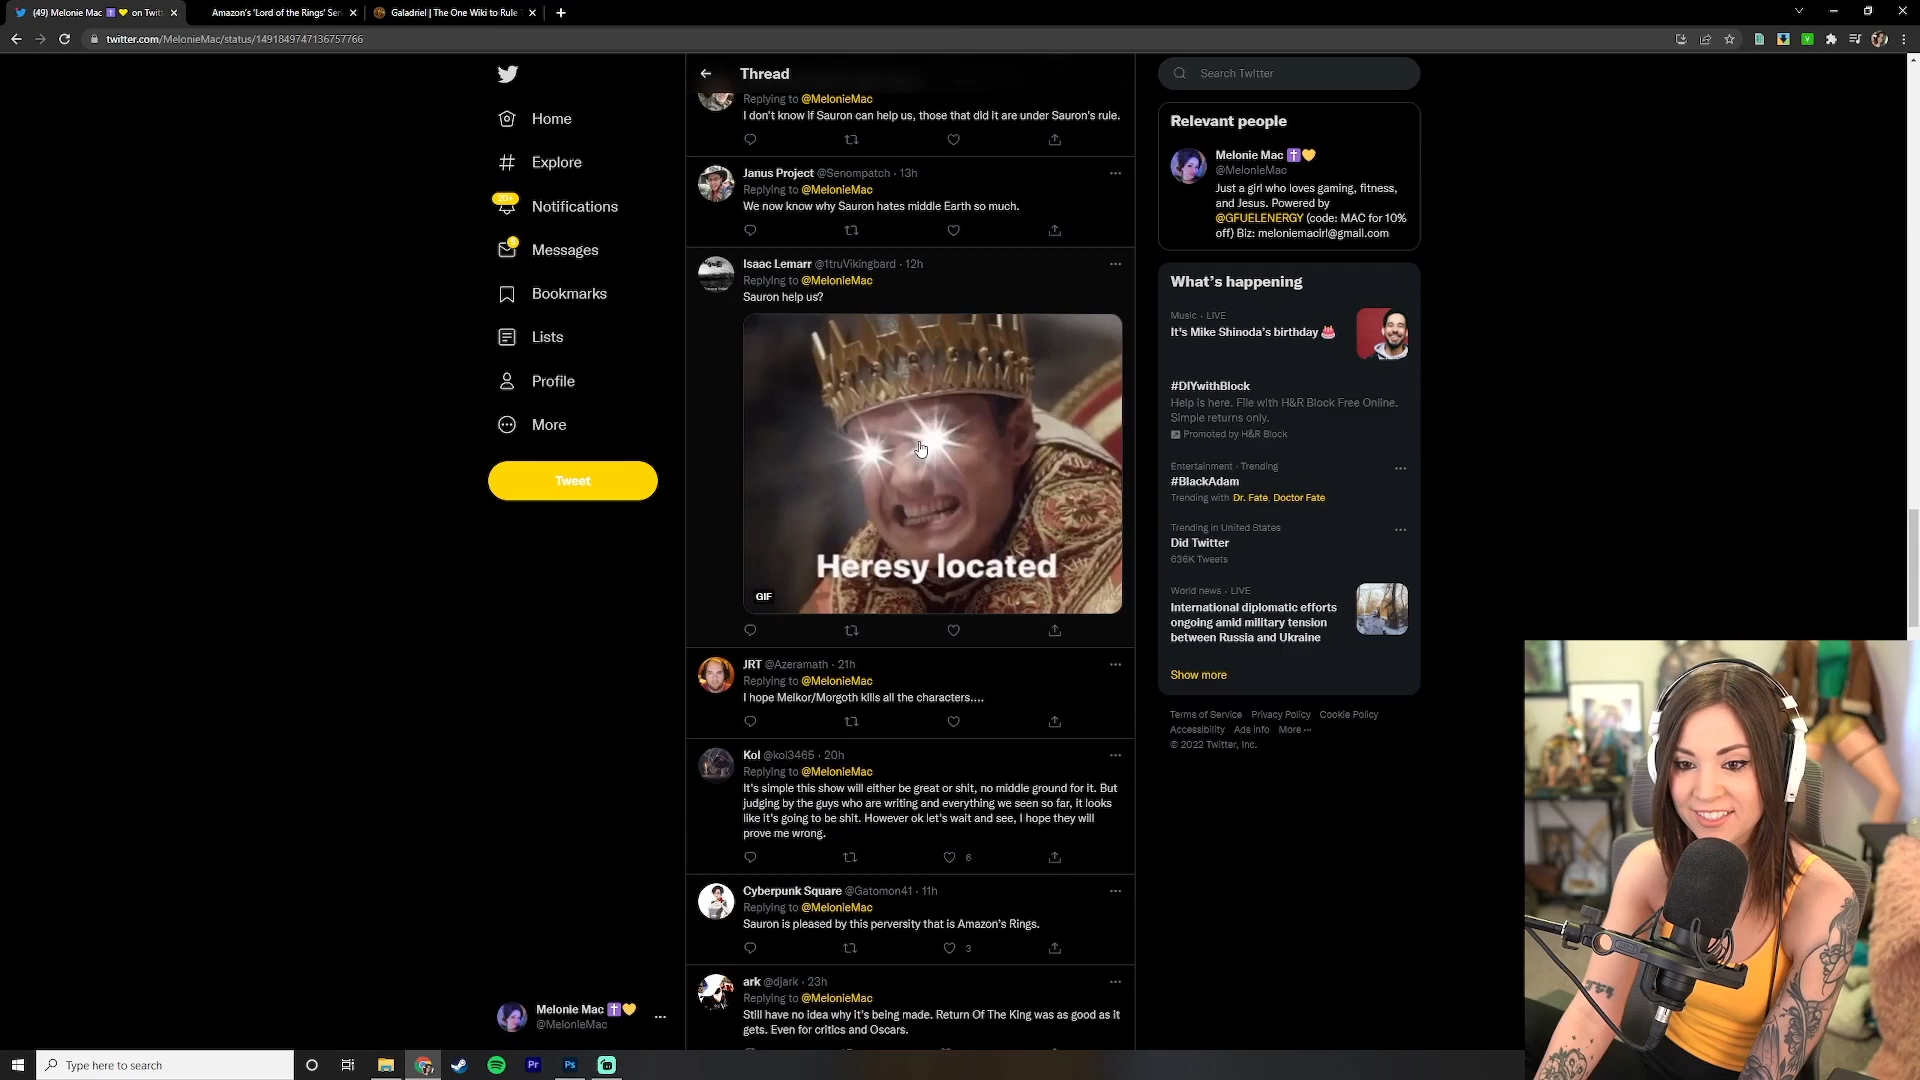 (49) Melonie Mac ✝️ 💛 on Twitt
Amazon's 'Lord of the Rings' Seri
Galadriel | The One Wiki to Rule
twitter.com/MelonieMac/status/1491849747136757766
Home
Explore
20+
Notifications
5
Messages
Bookmarks
Lists
Profile
More
Tweet
Melonie Mac ✝️💛
@MelonieMac
Thread
Replying to @MelonieMac
I don't know if Sauron can help us, those that did it are under Sauron's rule.
Janus Project @Senompatch · 13h
Replying to @MelonieMac
We now know why Sauron hates middle Earth so much.
Isaac Lemarr @1truVikingbard · 12h
Replying to @MelonieMac
Sauron help us?
Heresy located
GIF
JRT @Azeramath · 21h
Replying to @MelonieMac
I hope Melkor/Morgoth kills all the characters....
Kol @kol3465 · 20h
Replying to @MelonieMac
It's simple this show will either be great or shit, no middle ground for it. But
judging by the guys who are writing and everything we seen so far, it looks
like it's going to be shit. However ok let's wait and see, I hope they will
prove me wrong.
6
Cyberpunk Square @Gatomon41 · 11h
Replying to @MelonieMac
Sauron is pleased by this perversity that is Amazon's Rings.
3
ark @djark · 23h
Replying to @MelonieMac
Still have no idea why it's being made. Return Of The King was as good as it
gets. Even for critics and Oscars.
Search Twitter
Relevant people
Melonie Mac ✝️💛
@MelonieMac
Just a girl who loves gaming, fitness,
and Jesus. Powered by
@GFUELENERGY (code: MAC for 10%
off) Biz: meloniemacirl@gmail.com
What's happening
Music · LIVE
It's Mike Shinoda's birthday 🎂
#DIYwithBlock
Help is here. File with H&R Block Free Online.
Simple returns only.
Promoted by H&R Block
Entertainment · Trending
#BlackAdam
Trending with Dr. Fate, Doctor Fate
Trending in United States
Did Twitter
636K Tweets
World news · LIVE
International diplomatic efforts
ongoing amid military tension
between Russia and Ukraine
Show more
Terms of Service Privacy Policy Cookie Policy
Accessibility Ads info More ···
© 2022 Twitter, Inc.
Type here to search
Pr
Ps